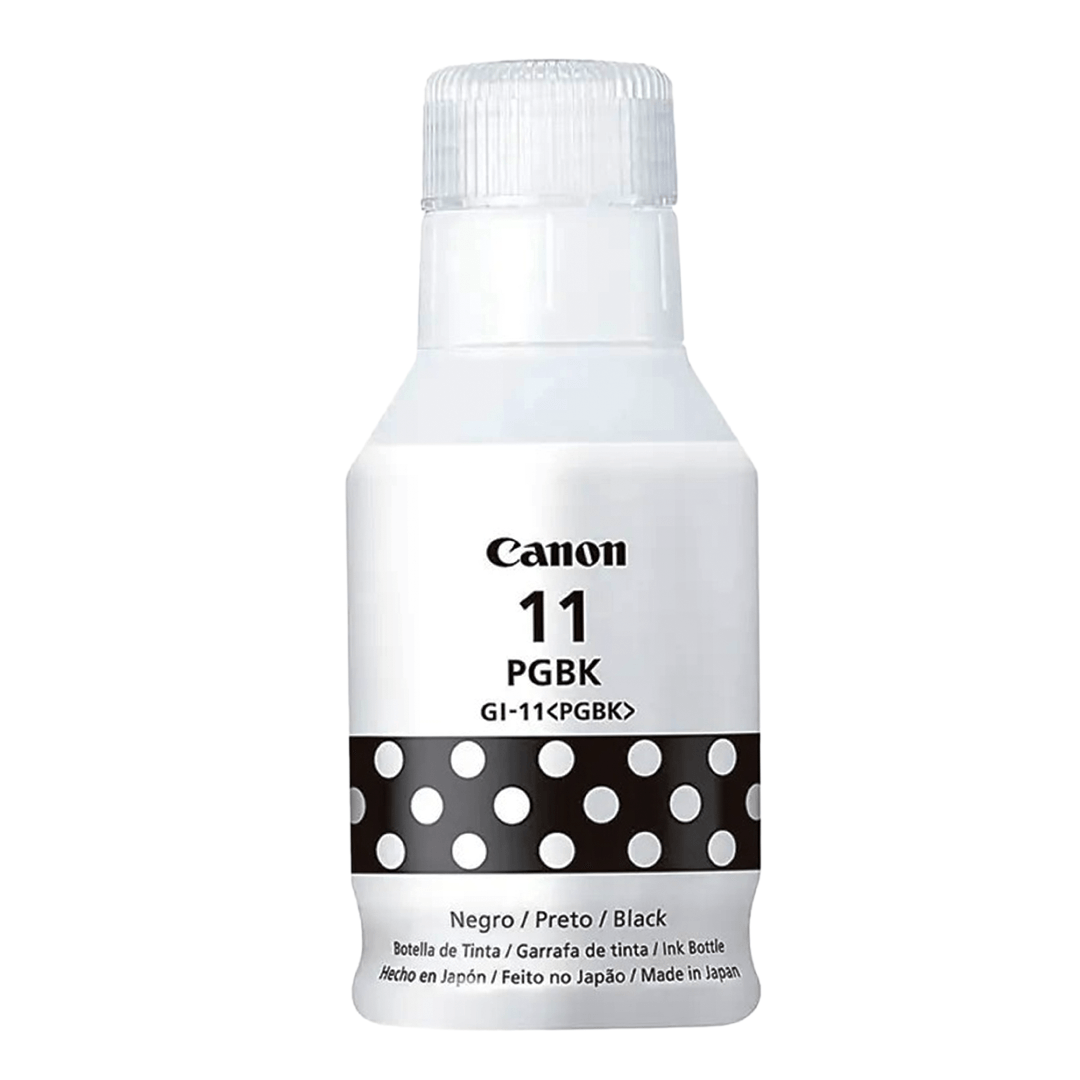 Canon
11
PGBK
GI-11<PGBK>
Negro / Preto / Black
Botella de Tinta / Garrafa de tinta / Ink Bottle
Hecho en Japón / Feito no Japão / Made in Japan